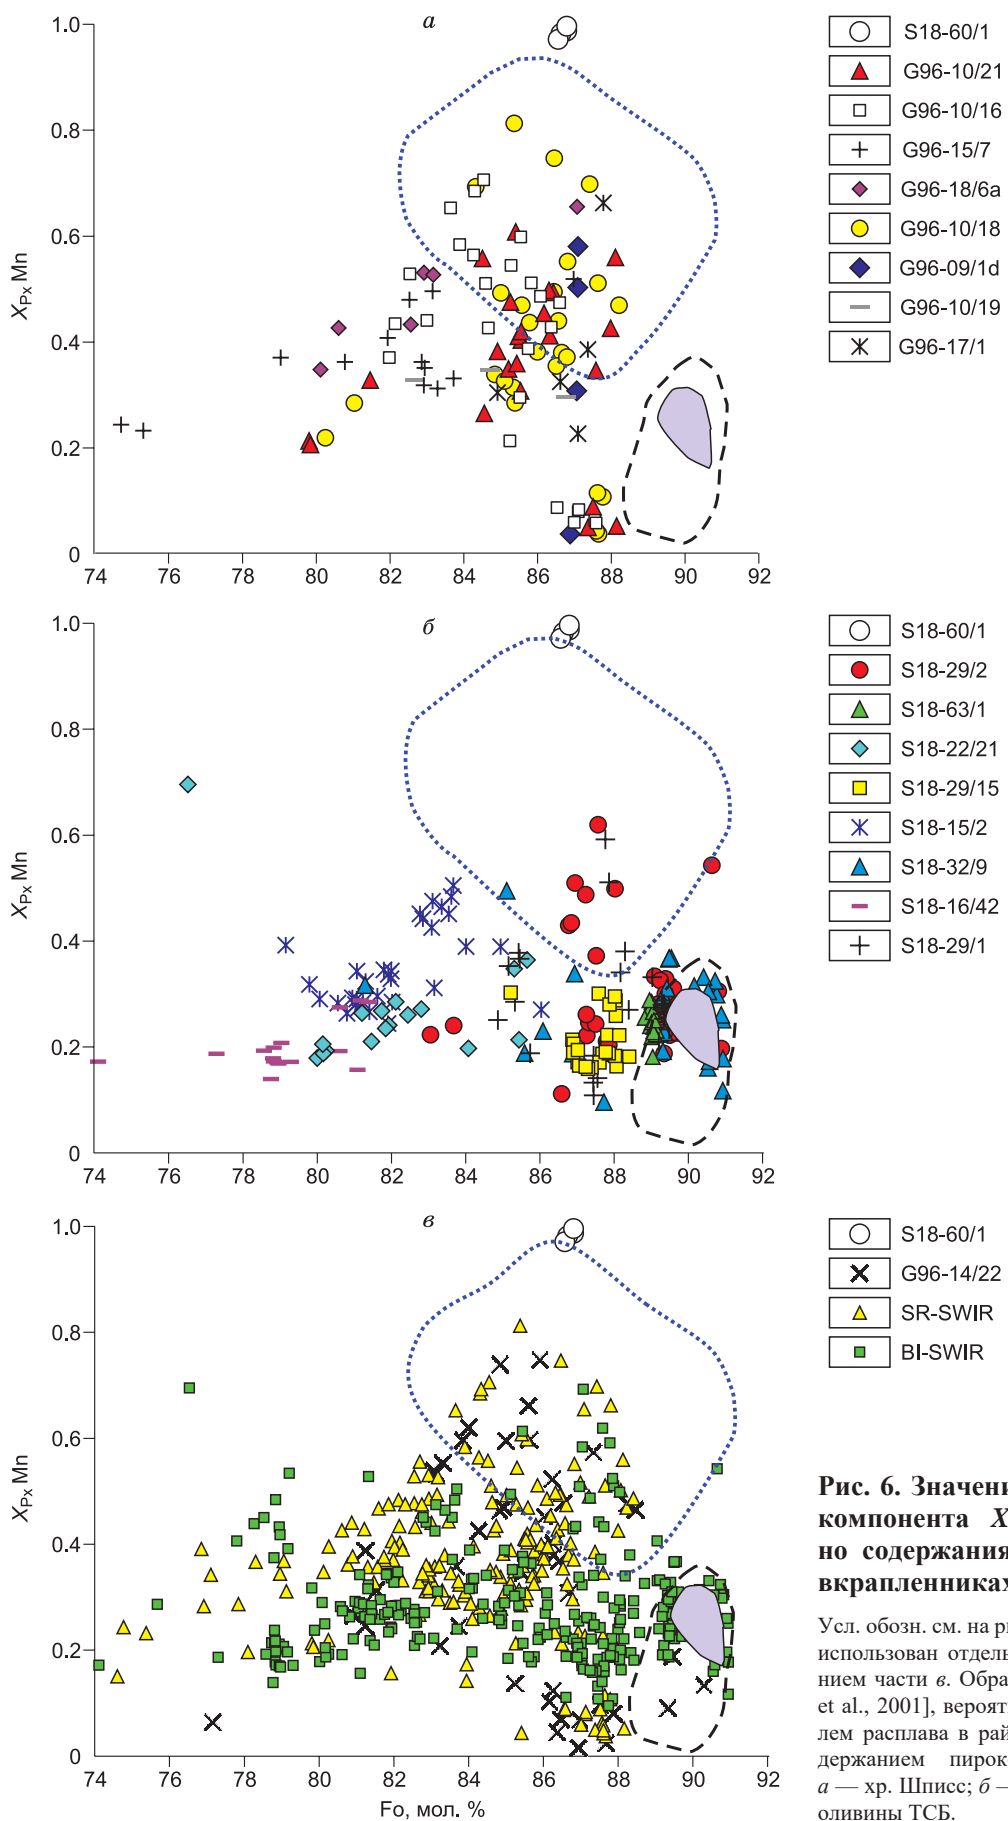 а
1.0
0.8
0.6
0.4
0.2
0
X Px Mn
74 76 80 82 84 86 88 90 92
S18-60/1
G96-10/21
G96-10/16
G96-15/7
G96-18/6a
G96-10/18
G96-09/1d
G96-10/19
G96-17/1
б
1.0
0.8
0.6
0.4
0.2
0
X Px Mn
74 76 80 82 84 86 88 90 92
S18-60/1
S18-29/2
S18-63/1
S18-22/21
S18-29/15
S18-15/2
S18-32/9
S18-16/42
S18-29/1
в
1.0
0.8
0.6
0.4
0.2
0
X Px Mn
74 76 78 80 82 84 86 88 90 92
Fo, мол. %
S18-60/1
G96-14/22
SR-SWIR
BI-SWIR
Рис. 6. Значени
компонента X
но содержания
вкрапленниках
Усл. обозн. см. на ри
использован отдель
нием части в. Обра
et al., 2001], вероят
лем расплава в рай
держанием пирок
а — хр. Шписс; б —
оливины ТСБ.